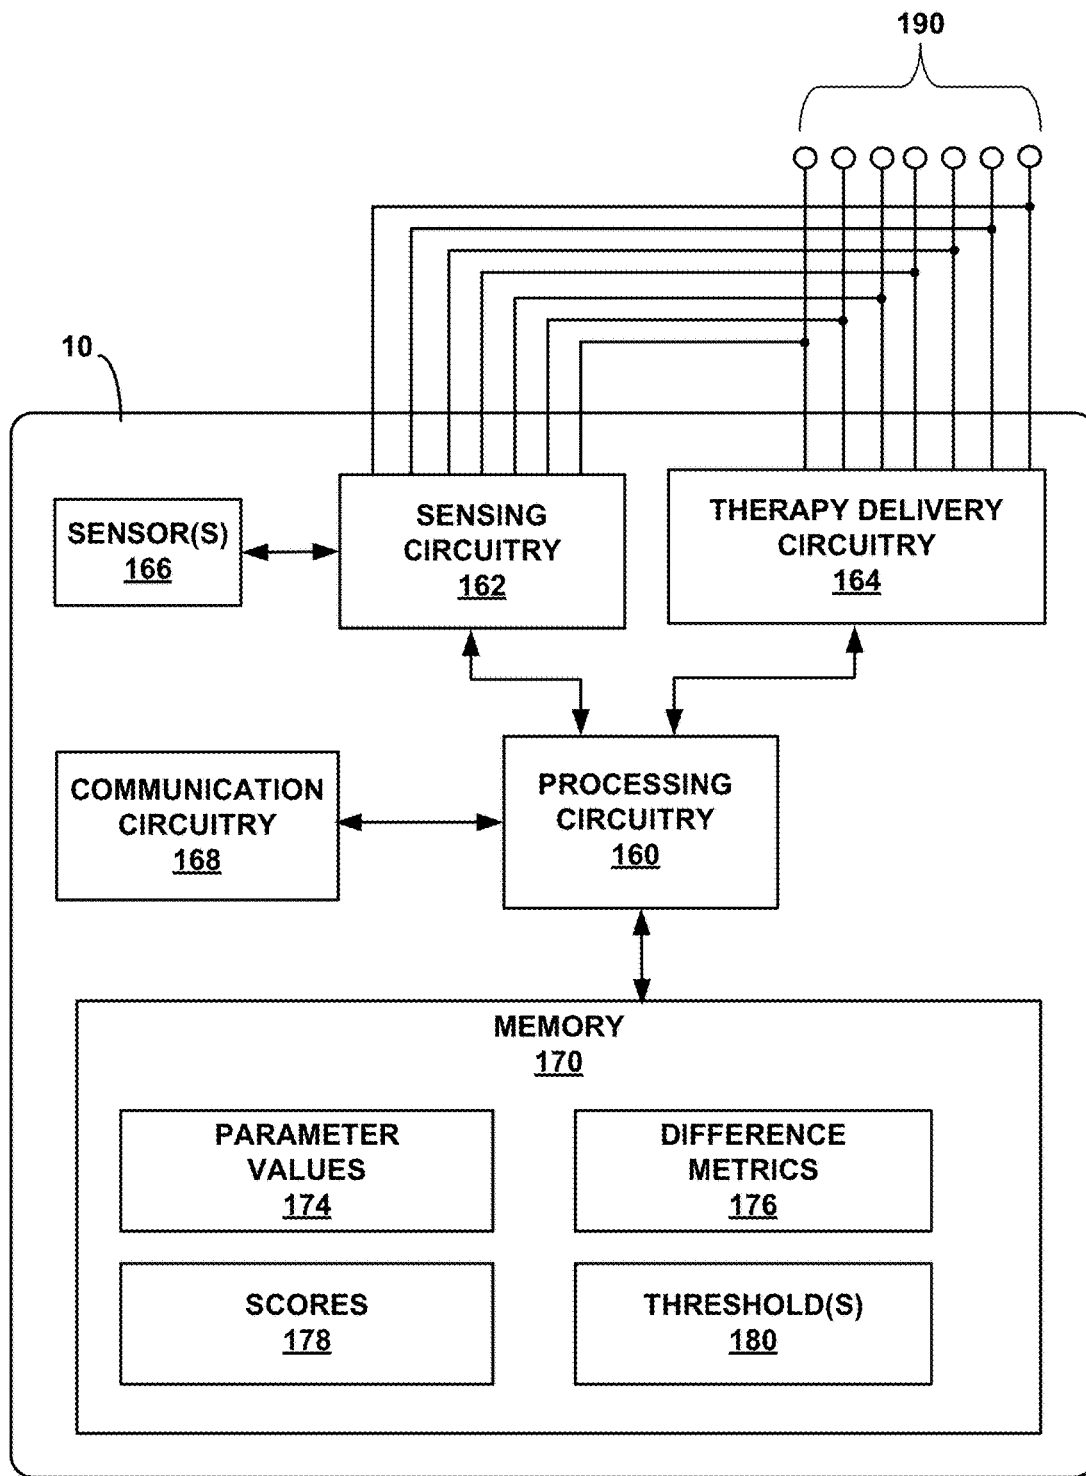 190
10
SENSOR(S)
166
SENSING
CIRCUITRY
162
THERAPY DELIVERY
CIRCUITRY
164
COMMUNICATION
CIRCUITRY
168
PROCESSING
CIRCUITRY
160
MEMORY
170
PARAMETER
VALUES
174
DIFFERENCE
METRICS
176
SCORES
178
THRESHOLD(S)
180